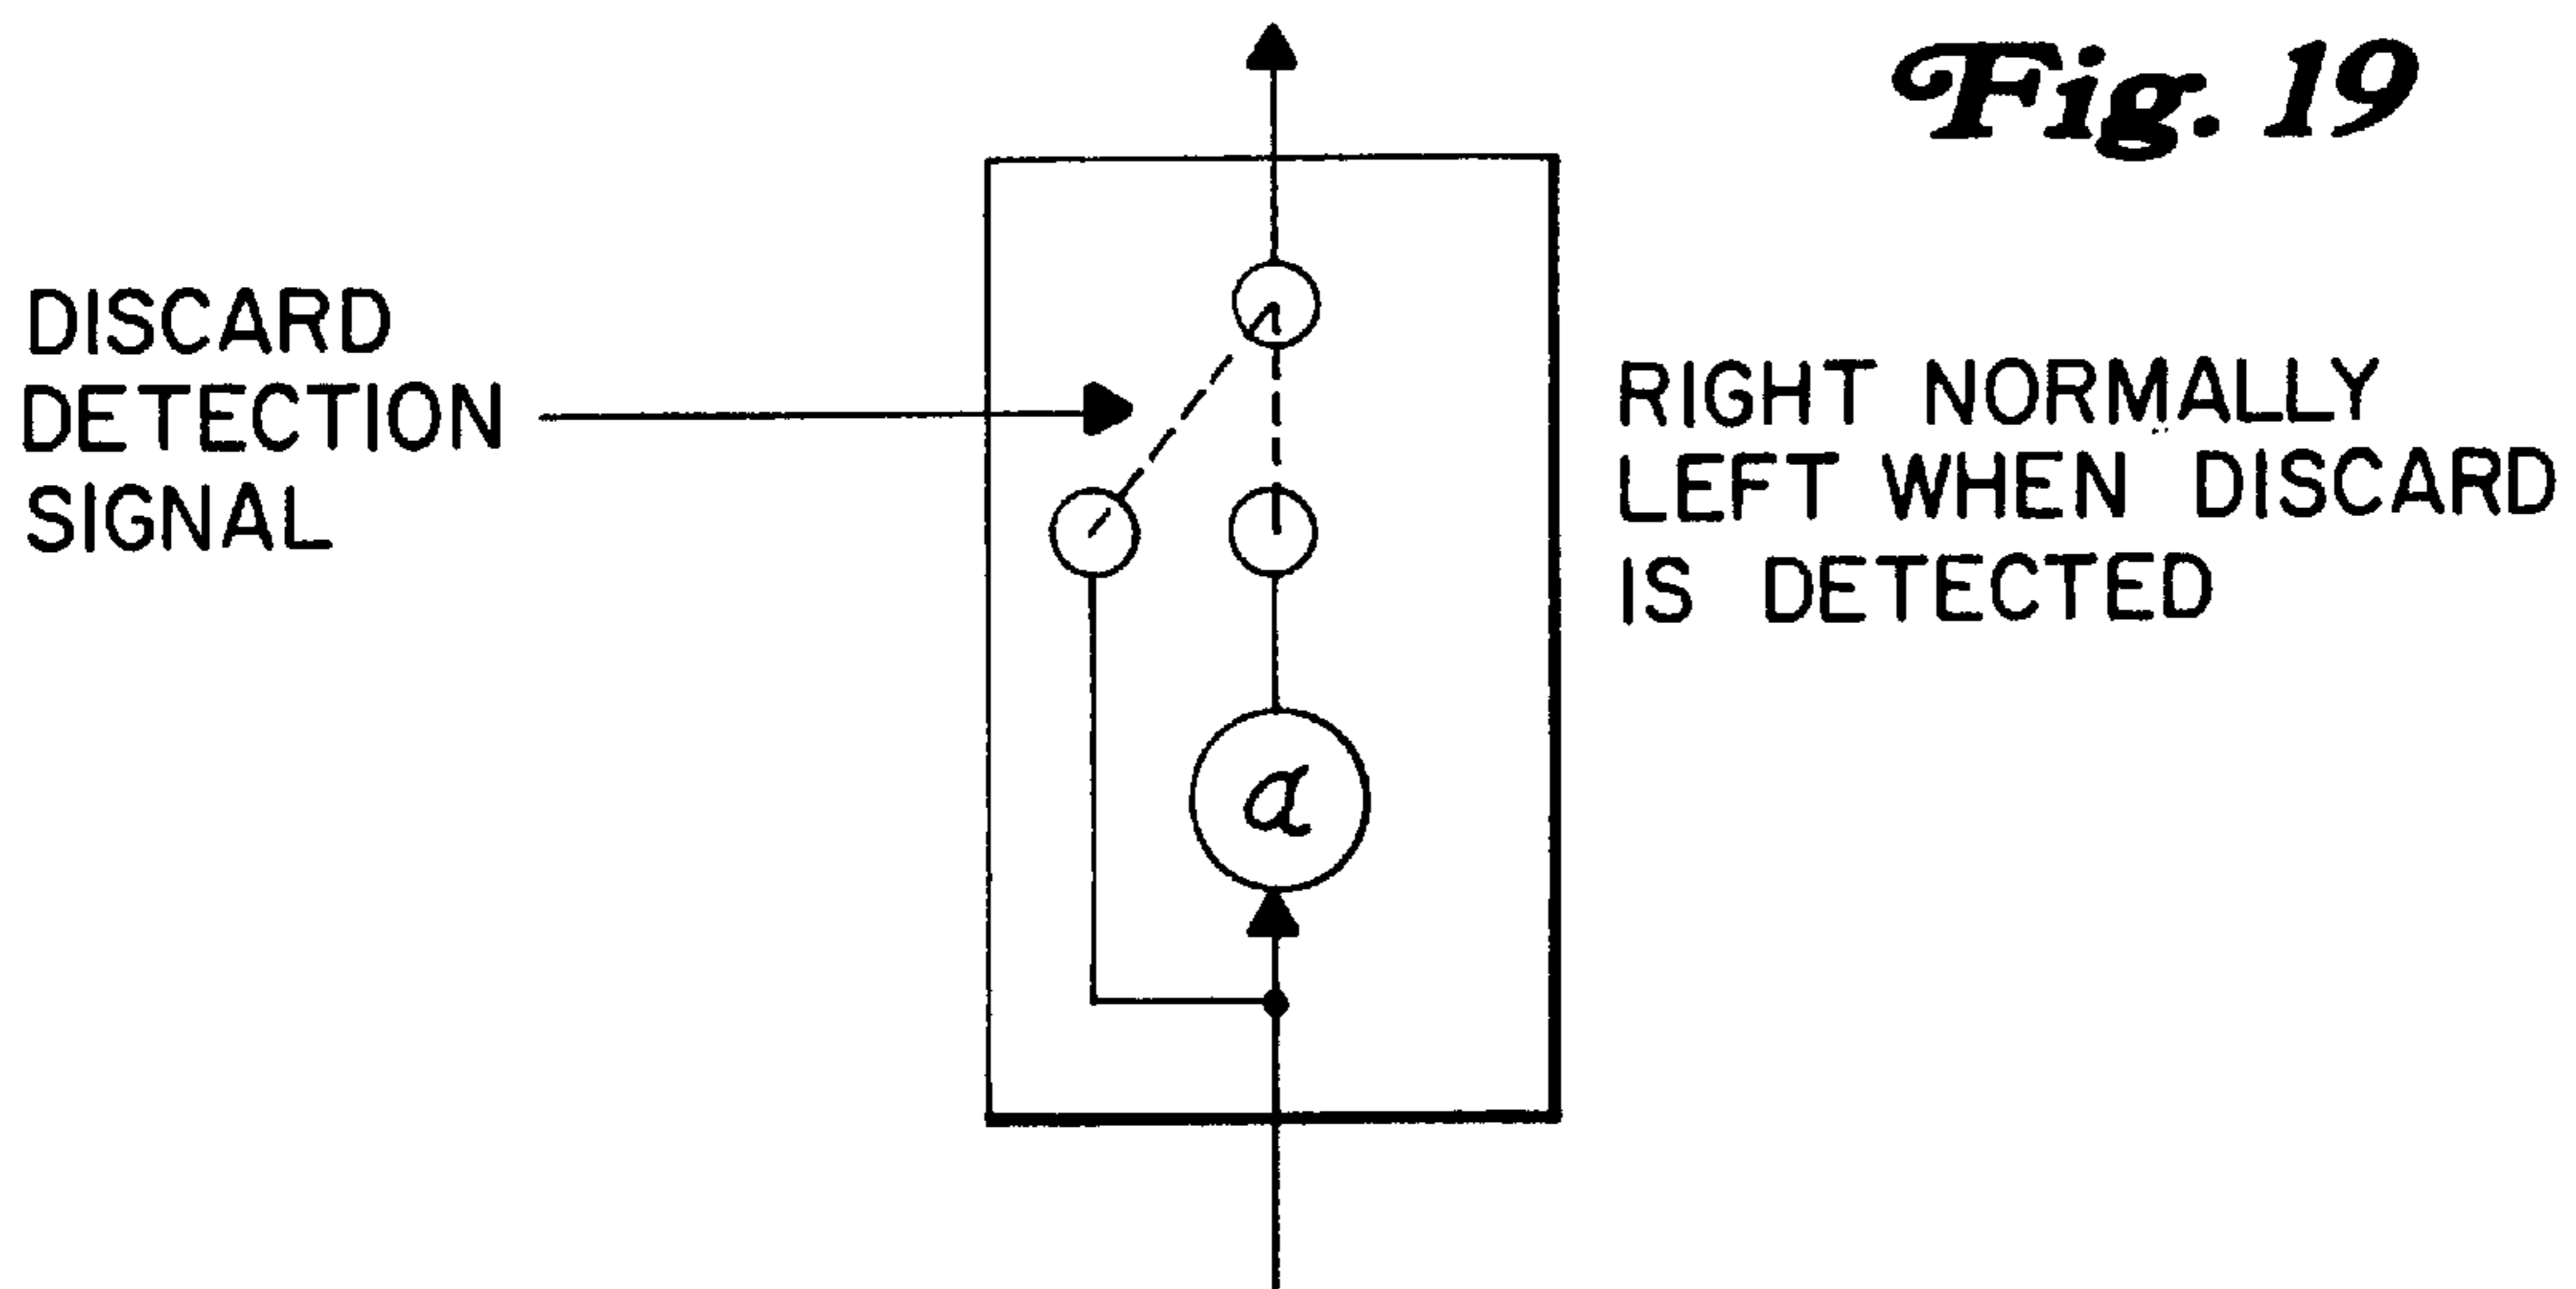 Fig. 19
DISCARD
DETECTION
SIGNAL
RIGHT NORMALLY
LEFT WHEN DISCARD
IS DETECTED
a